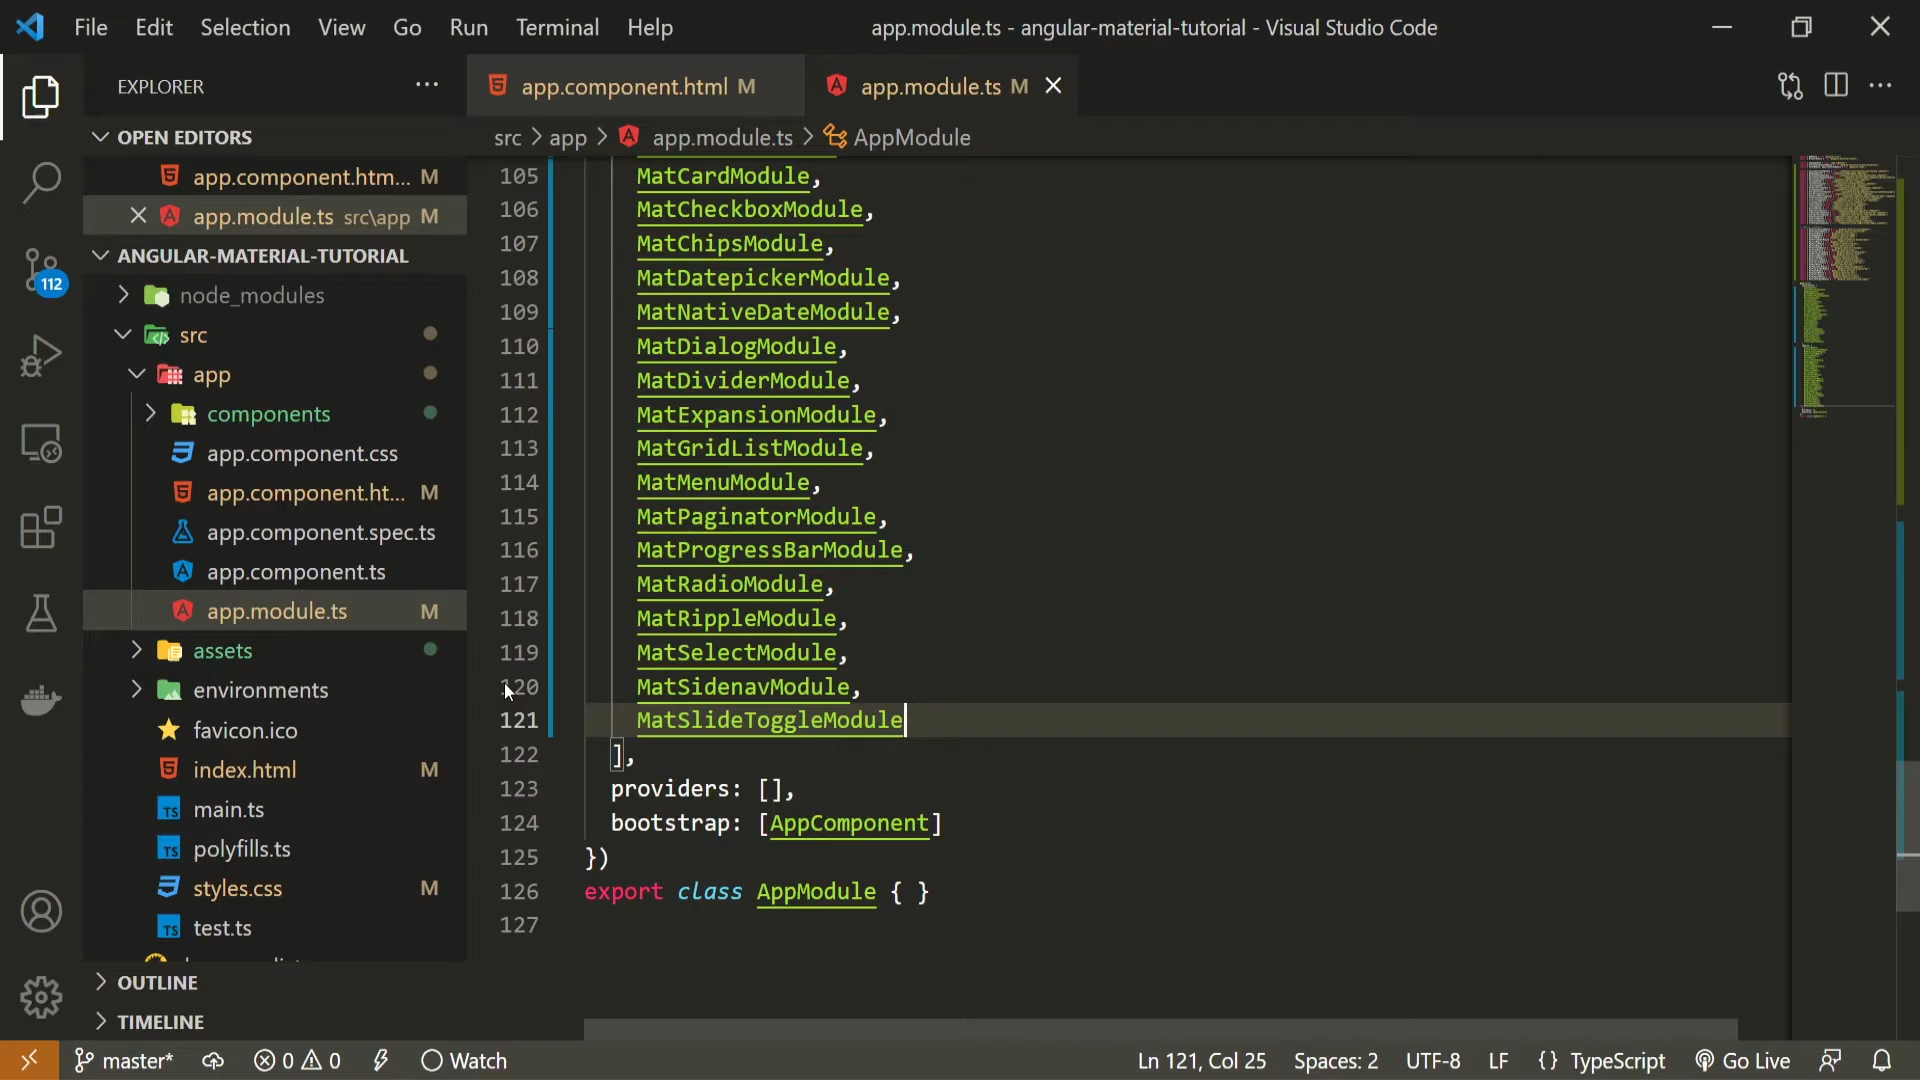 File Edit Selection View Go Run Terminal Help
app.module.ts - angular-material-tutorial - Visual Studio Code
EXPLORER
OPEN EDITORS
app.component.htm... M
app.module.ts src\app M
ANGULAR-MATERIAL-TUTORIAL
node_modules
src
app
components
app.component.css
app.component.ht... M
app.component.spec.ts
app.component.ts
app.module.ts M
assets
environments
favicon.ico
index.html M
main.ts
polyfills.ts
styles.css M
test.ts
OUTLINE
TIMELINE
112
app.component.html M
app.module.ts M
src > app > app.module.ts > AppModule
105 MatCardModule,
106 MatCheckboxModule,
107 MatChipsModule,
108 MatDatepickerModule,
109 MatNativeDateModule,
110 MatDialogModule,
111 MatDividerModule,
112 MatExpansionModule,
113 MatGridListModule,
114 MatMenuModule,
115 MatPaginatorModule,
116 MatProgressBarModule,
117 MatRadioModule,
118 MatRippleModule,
119 MatSelectModule,
120 MatSidenavModule,
121 MatSlideToggleModule
122 ],
123 providers: [],
124 bootstrap: [AppComponent]
125 })
126 export class AppModule { }
127
master* 0 0 Watch
Ln 121, Col 25 Spaces: 2 UTF-8 LF {} TypeScript Go Live